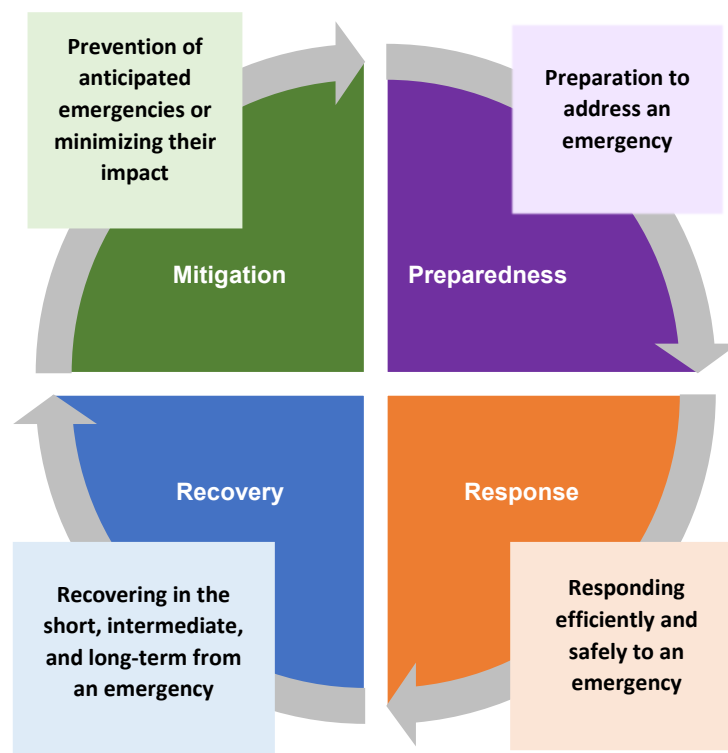 Prevention of
anticipated
emergencies or
minimizing their
impact
Preparation to
address an
emergency
Mitigation
Preparedness
Recovery
Response
Recovering in the
short, intermediate,
and long-term from
an emergency
Responding
efficiently and
safely to an
emergency